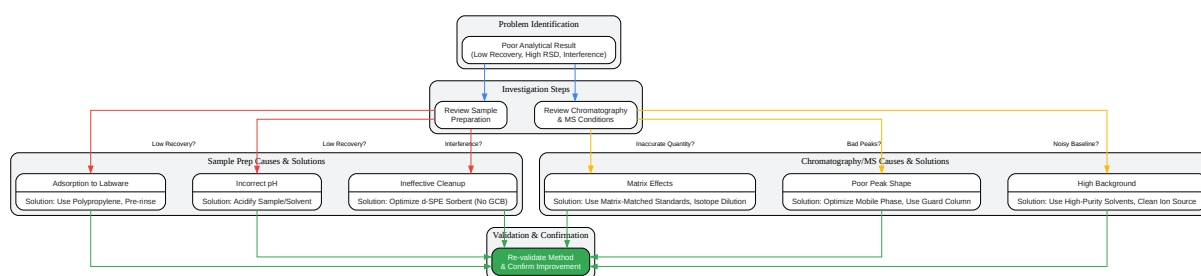 Problem Identification
Poor Analytical Result
(Low Recovery, High RSD, Interference)
Investigation Steps
Review Sample
Preparation
Review Chromatography
& MS Conditions
Low Recovery?
Low Recovery?
Interference?
Inaccurate Quantity?
Bad Peaks?
Noisy Baseline?
Sample Prep Causes & Solutions
Chromatography/MS Causes & Solutions
Adsorption to Labware
Solution: Use Polypropylene, Pre-rinse
Incorrect pH
Solution: Acidify Sample/Solvent
Ineffective Cleanup
Solution: Optimize d-SPE Sorbent (No GCB)
Matrix Effects
Solution: Use Matrix-Matched Standards, Isotope Dilution
Poor Peak Shape
Solution: Optimize Mobile Phase, Use Guard Column
High Background
Solution: Use High-Purity Solvents, Clean Ion Source
Validation & Confirmation
Re-validate Method
& Confirm Improvement